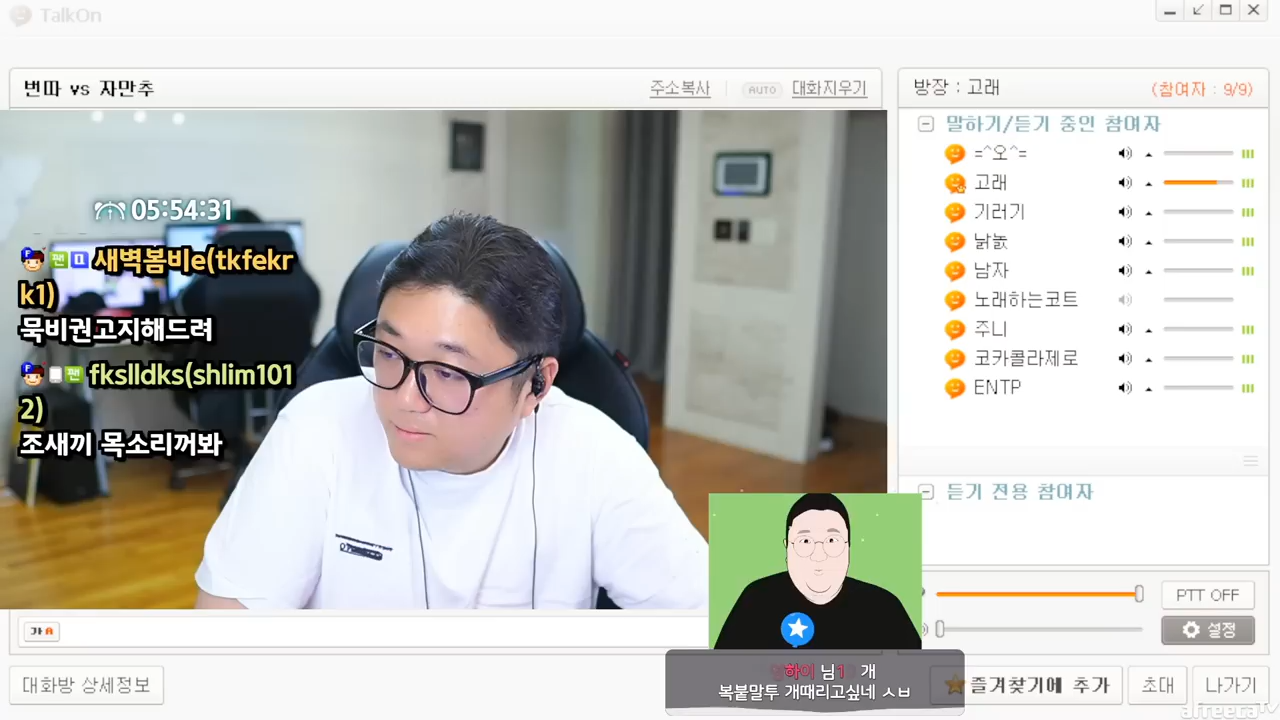 TalkOn
번따 vs 자만추
주소복사
AUTO
대화지우기
방장 : 고래
(참여자 : 9/9)
말하기/듣기 중인 참여자
=^오^=
고래
기러기
낡놄
남자
노래하는코트
주니
코카콜라제로
ENTP
05:54:31
팬
새벽봄비e(tkfekr
k1)
묵비권고지해드려
팬
fkslldks(shlim101
2)
조새끼 목소리꺼봐
듣기 전용 참여자
PTT OFF
설정
가
하이 님 개
복붙말투 개때리고싶네 ㅅㅂ
대화방 상세정보
즐겨찾기에 추가
초대
나가기
afreecaTV